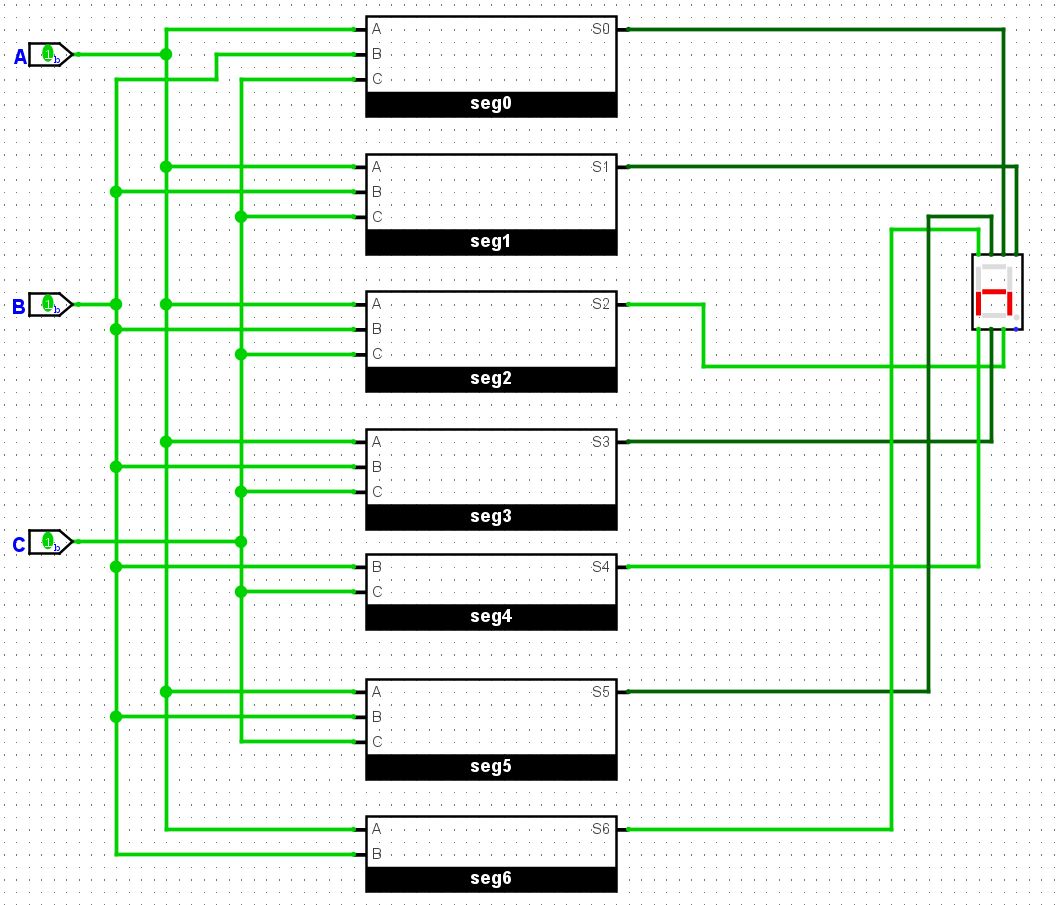 A 1 b
A S0
B
C
seg0
A S1
B
C
seg1
B 1 b
A S2
B
C
seg2
A S3
B
C
seg3
C 1 b
B S4
C
seg4
A S5
B
C
seg5
A S6
B
seg6